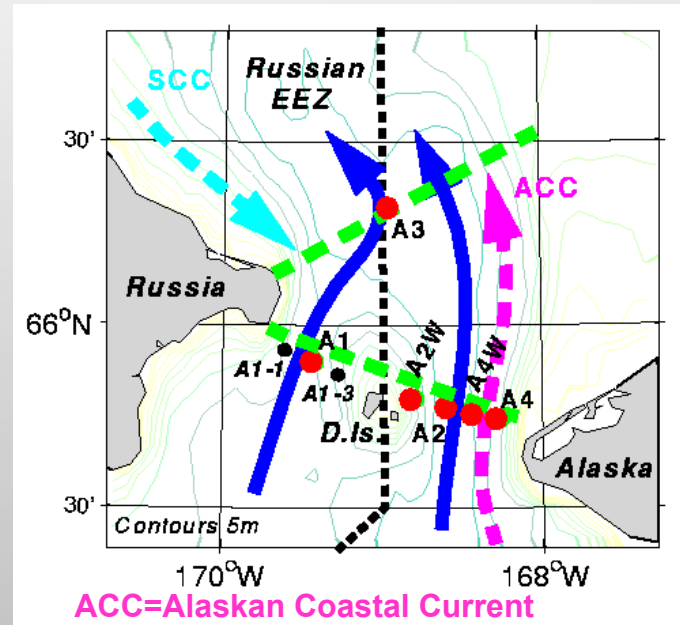 Russian
EEZ
SCC
30'
ACC
A3
Russia
66°N
A1
A2W
A1-1
A4W
A1-3
A4
D.Is.
A2
Alaska
30'
Contours 5m
170°W
168°W
ACC=Alaskan Coastal Current